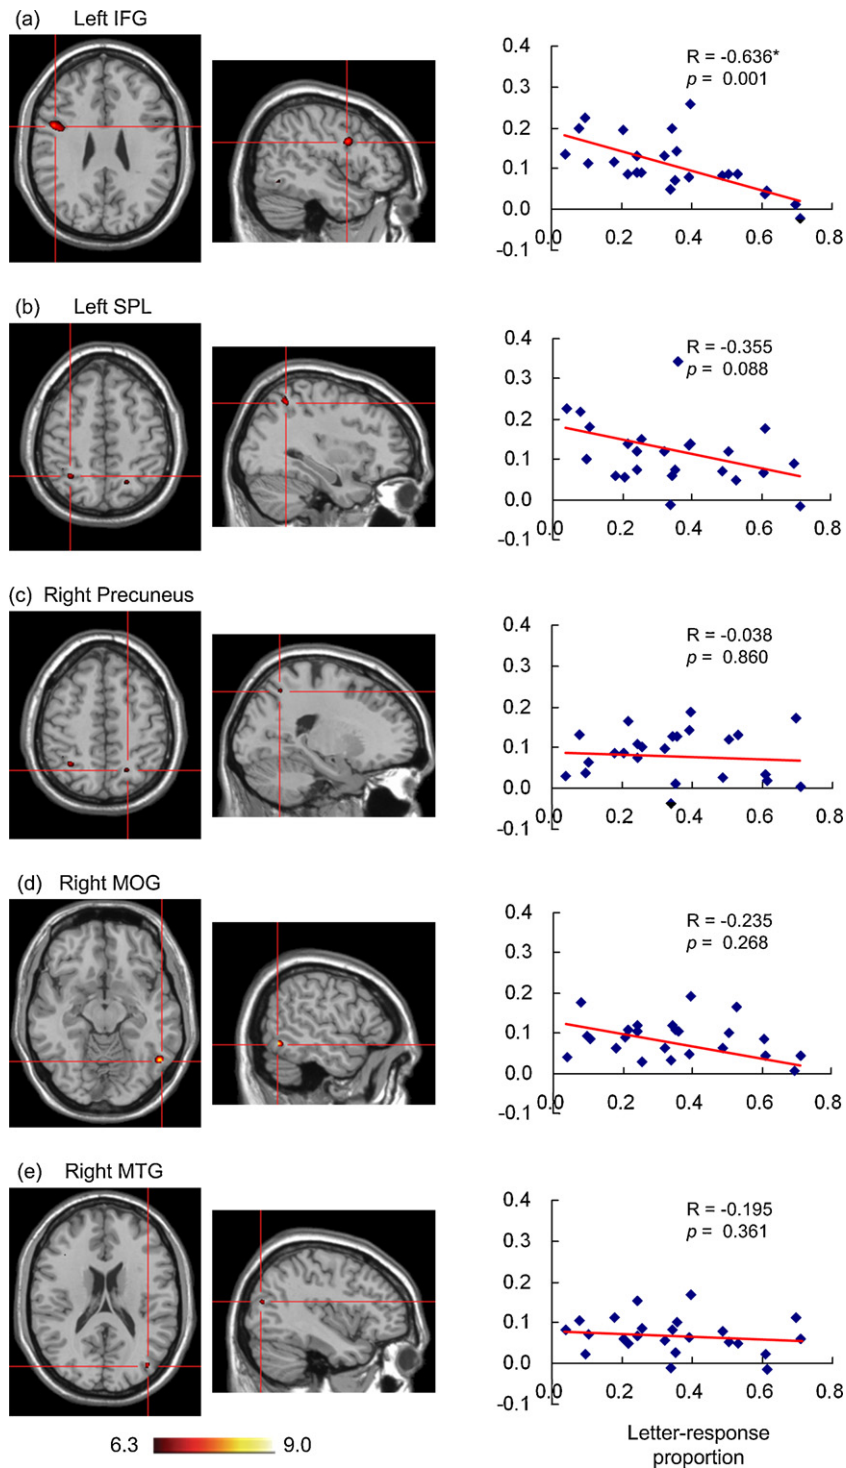 (a) Left IFG
R = -0.636*
p = 0.001
0.4
0.3
0.2
0.1
0.0
-0.1
0.0 0.2 0.4 0.6 0.8
(b) Left SPL
R = -0.355
p = 0.088
0.4
0.3
0.2
0.1
0.0
-0.1
0 0.2 0.4 0.6 0.8
(c) Right Precuneus
R = -0.038
p = 0.860
0.4
0.3
0.2
0.1
0.0
-0.1
0 0.2 0.4 0.6 0.8
(d) Right MOG
R = -0.235
p = 0.268
0.4
0.3
0.2
0.1
0.0
-0.1
0.0 0.2 0.4 0.6 0.8
(e) Right MTG
R = -0.195
p = 0.361
0.4
0.3
0.2
0.1
0.0
-0.1
0.0 0.2 0.4 0.6 0.8
6.3 9.0
Letter-response
proportion